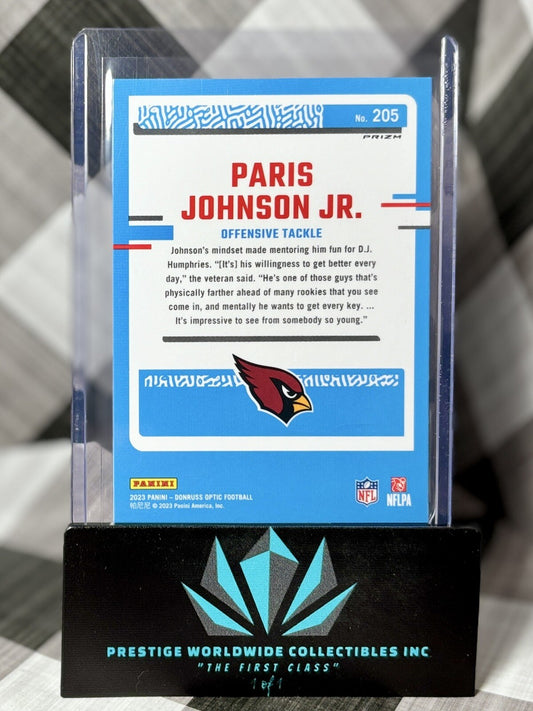 No. 205
PRIZM
PARIS
JOHNSON JR.
OFFENSIVE TACKLE
Johnson's mindset made mentoring him fun for D.J.
Humphries. "[It's] his willingness to get better every
day," the veteran said. "He's one of those guys that's
physically farther ahead of many rookies that you see
come in, and mentally he wants to get every key. ...
It's impressive to see from somebody so young."
PANINI
2023 PANINI – DONRUSS OPTIC FOOTBALL
帕尼尼 © 2023 Panini America, Inc.
NFL
NFLPA
PRESTIGE WORLDWIDE COLLECTIBLES INC
"THE FIRST CLASS"
1 of 1